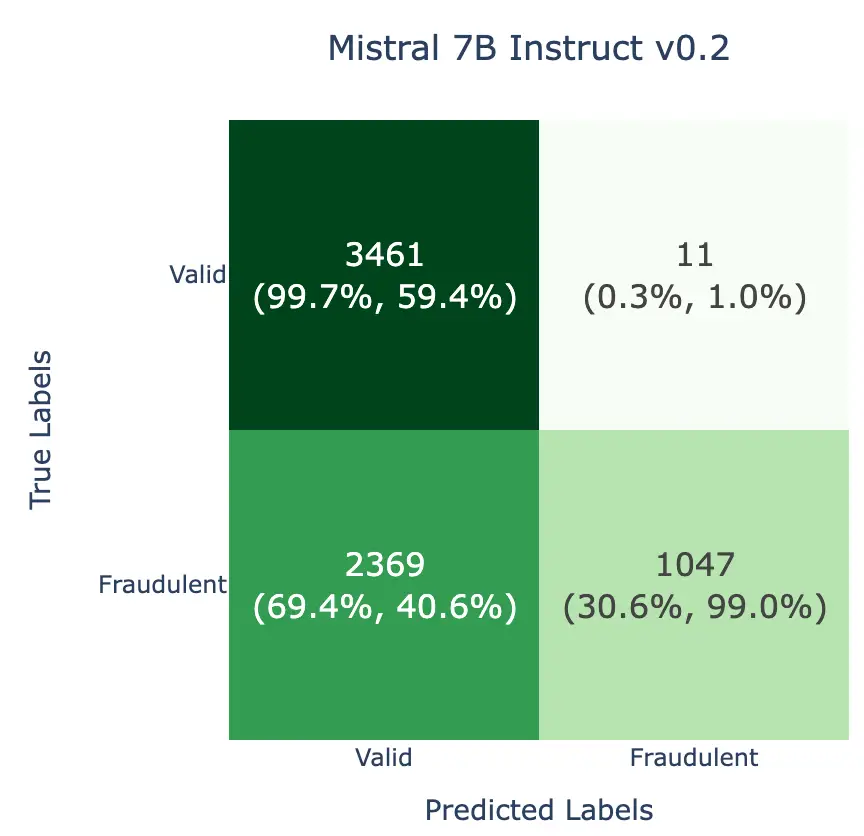 Mistral 7B Instruct v0.2
3461
(99.7%, 59.4%)
11
(0.3%, 1.0%)
Valid
True Labels
2369
(69.4%, 40.6%)
1047
(30.6%, 99.0%)
Fraudulent
Valid
Fraudulent
Predicted Labels